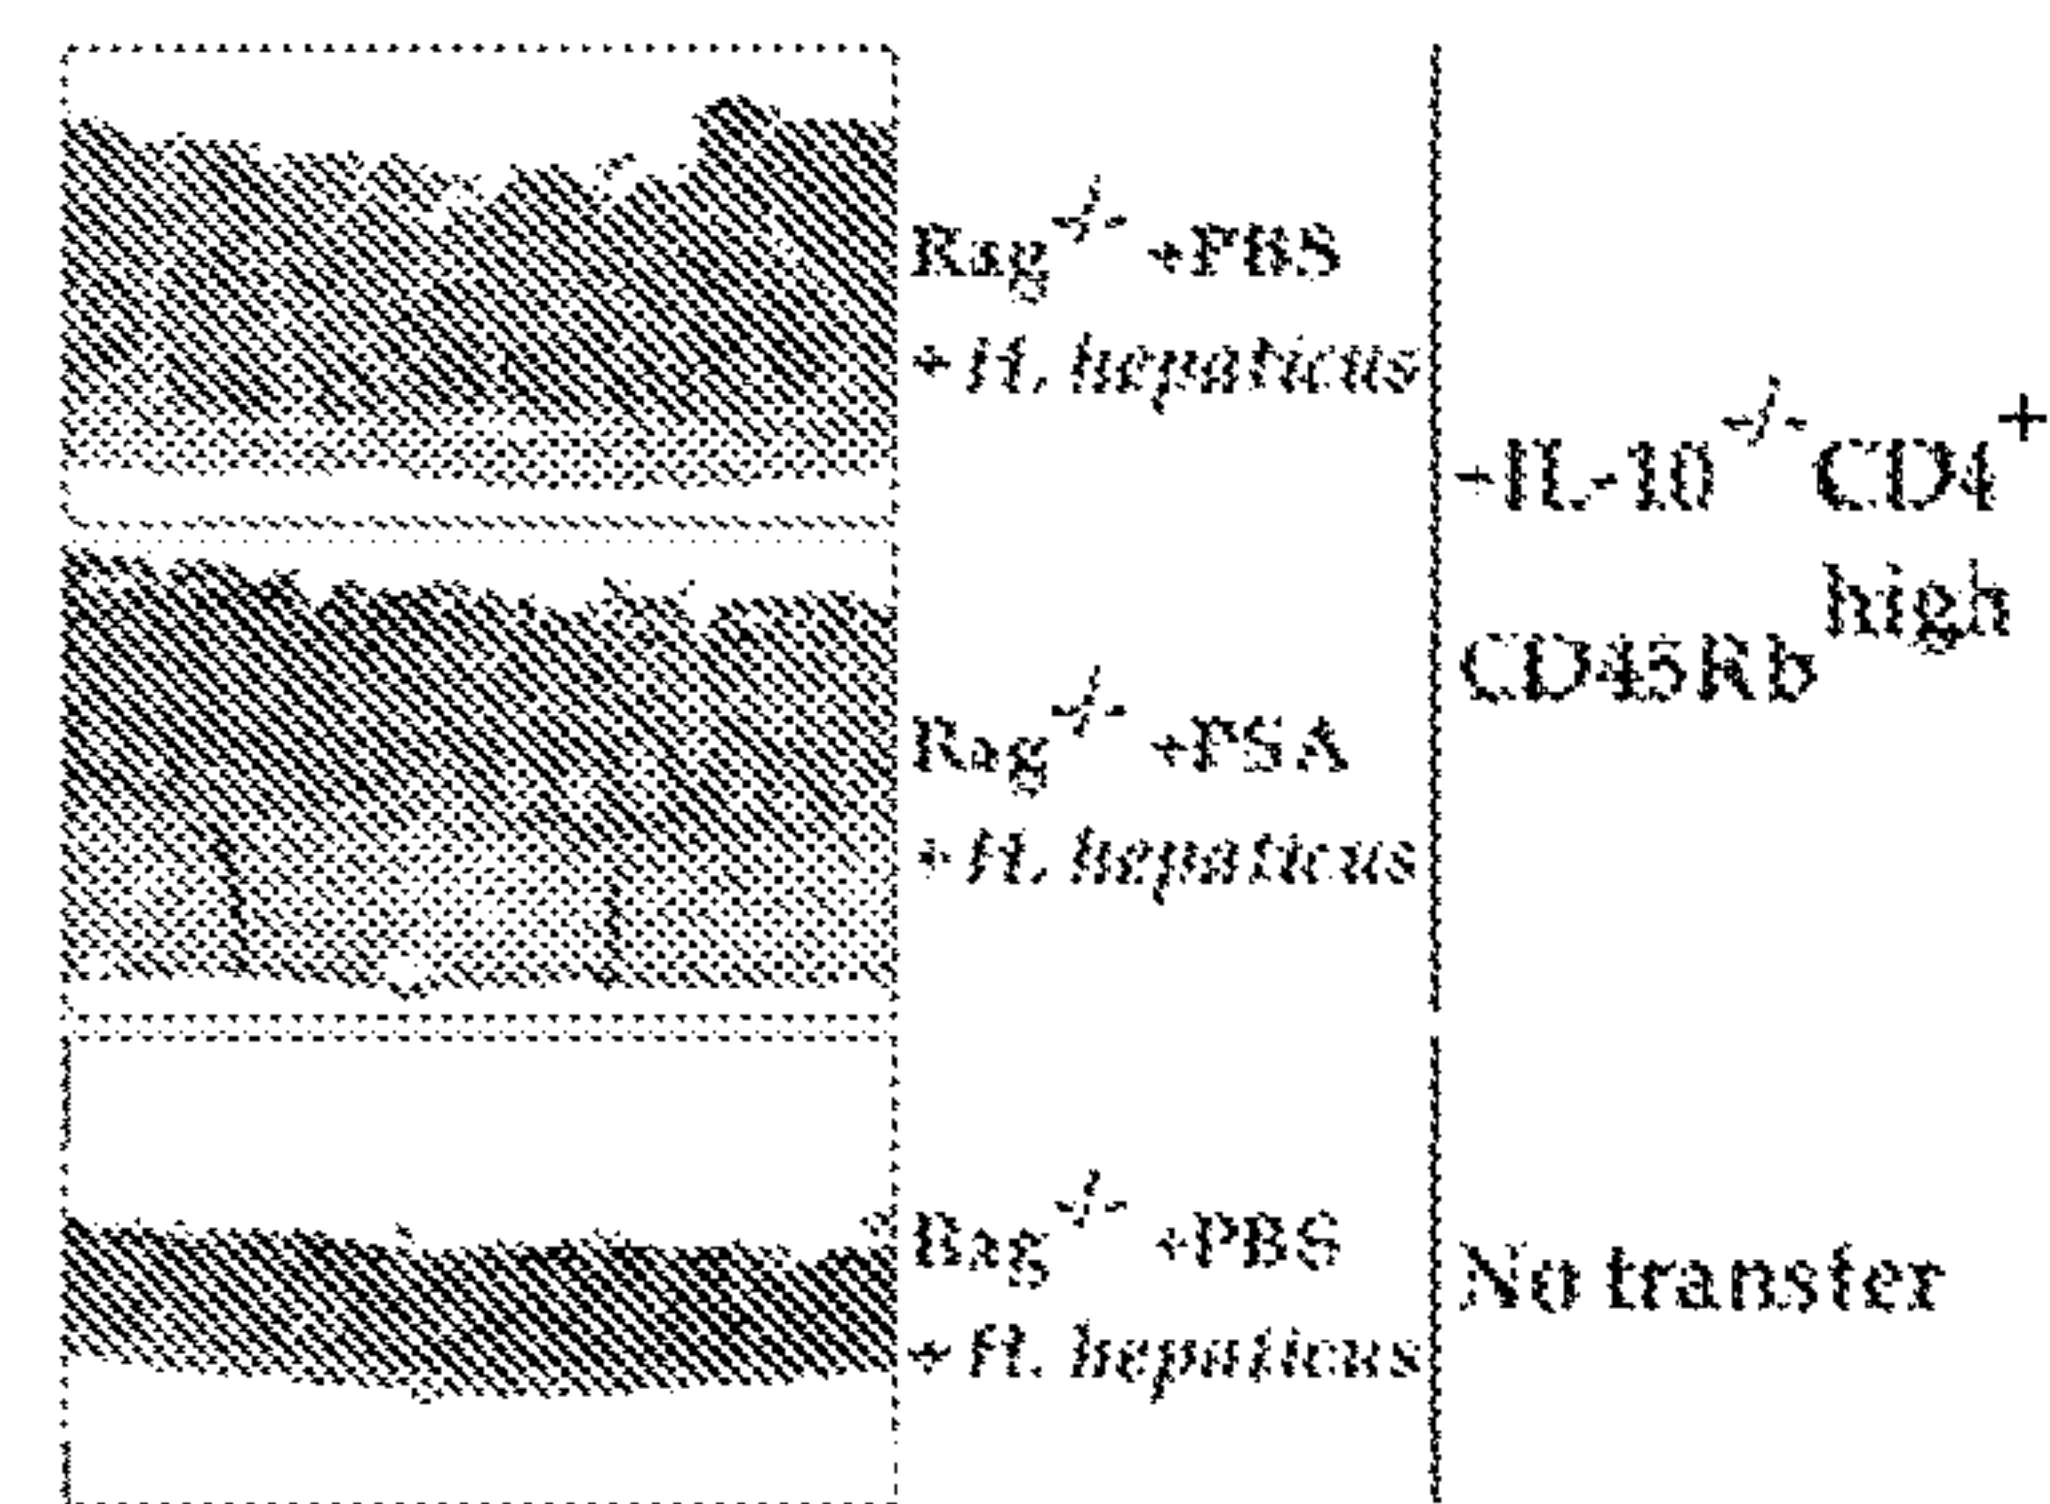 Rag-/- +PBS
+ H. hepaticus
+IL-10-/- CD4+
CD45Rb high
Rag-/- +PSA
+ H. hepaticus
Rag-/- +PBS
+ H. hepaticus
No transfer